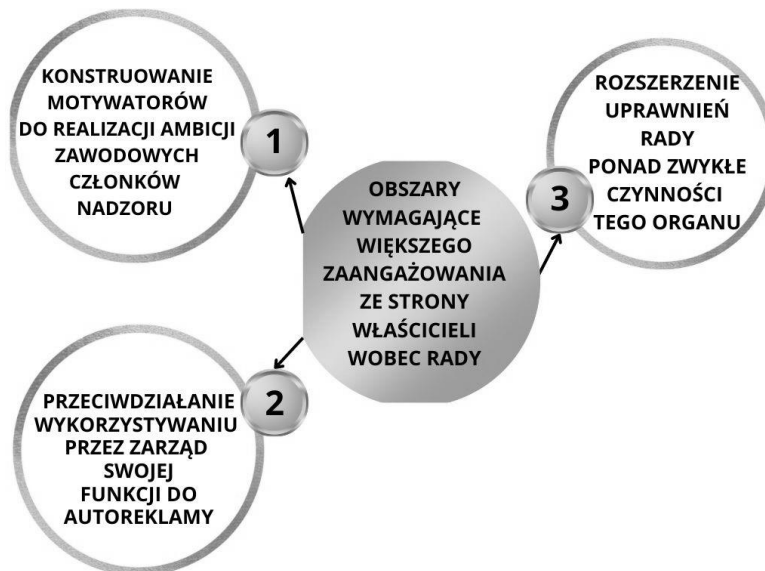 KONSTRUOWANIE
MOTYWATORÓW
DO REALIZACJI AMBICJI
ZAWODOWYCH
CZŁONKÓW
NADZORU
1
OBSZARY
WYMAGAJĄCE
WIĘKSZEGO
ZAANGAŻOWANIA
ZE STRONY
WŁAŚCICIELI
WOBEC RADY
ROZSZERZENIE
UPRAWNIEŃ
RADY
PONAD ZWYKŁE
CZYNNOŚCI
TEGO ORGANU
3
PRZECIWDZIAŁANIE
WYKORZYSTYWANIU
PRZEZ ZARZĄD
SWOJEJ
FUNKCJI DO
AUTOREKLAMY
2